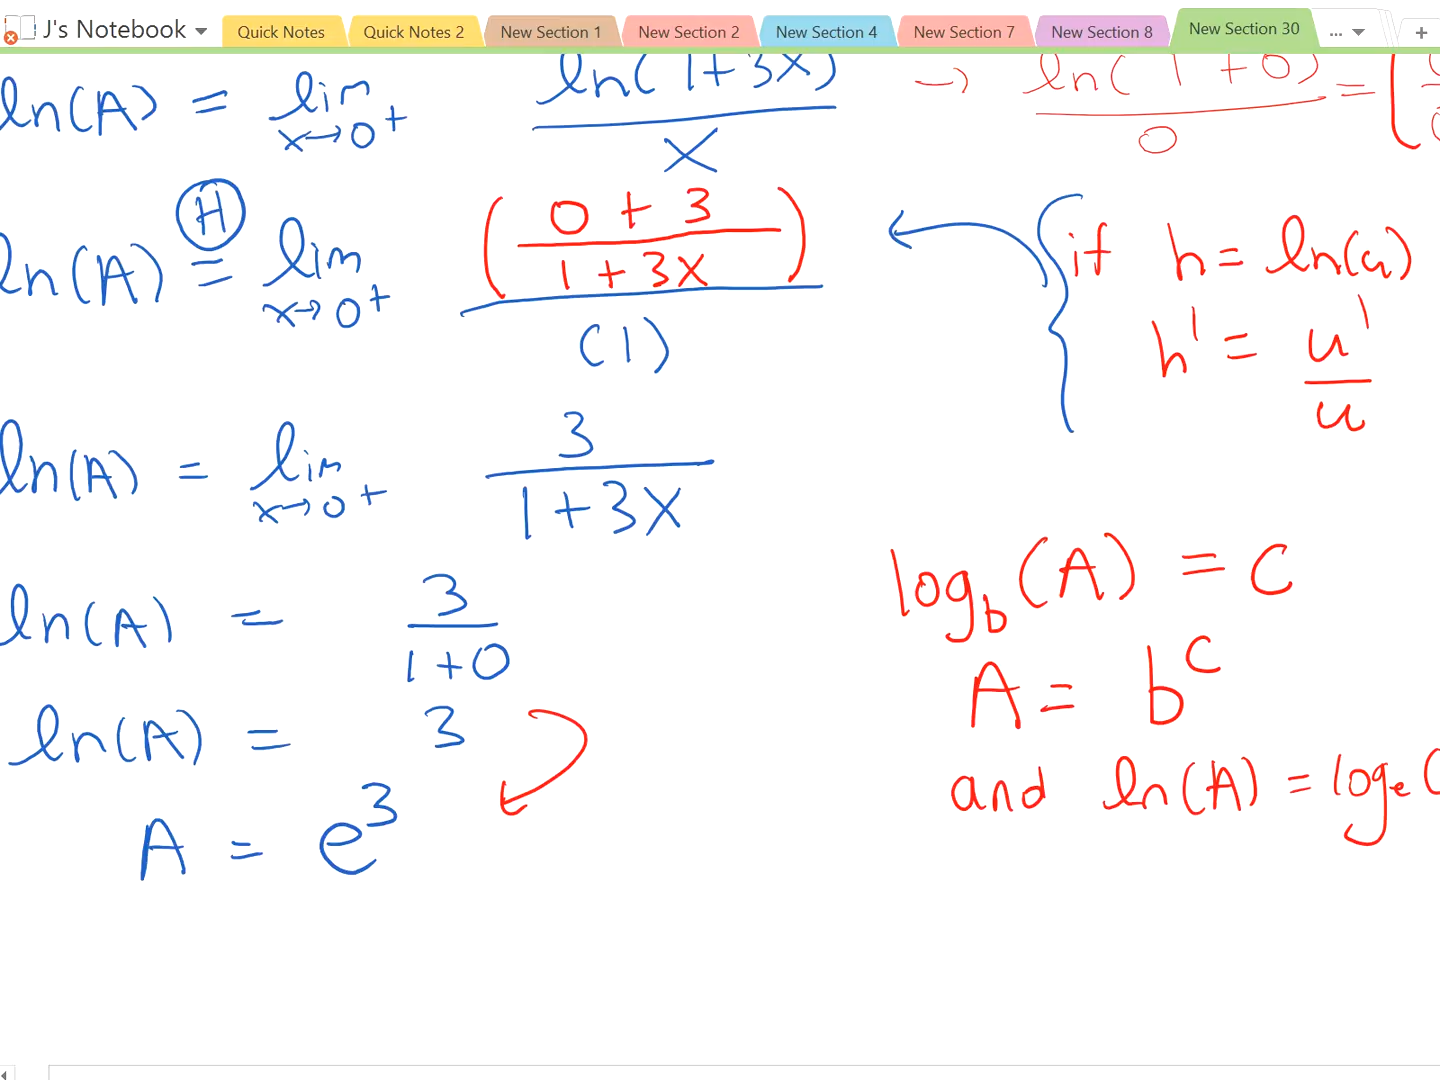 J's Notebook Quick Notes Quick Notes 2 New Section 1 New Section 2 New Section 4 New Section 7 New Section 8 New Section 30 ... +
ln(A) = lim x→0⁺ ln(1+3x)/x → ln(1+0)/0 =
ln(A) =Ⓗ lim x→0⁺ ((0+3)/(1+3x))/(1)
if h = ln(u)
h' = u'/u
ln(A) = lim x→0⁺ 3/(1+3x)
ln(A) = 3/(1+0)
ln(A) = 3
A = e³
log_b(A) = c
A = b^c
and ln(A) = log_e(